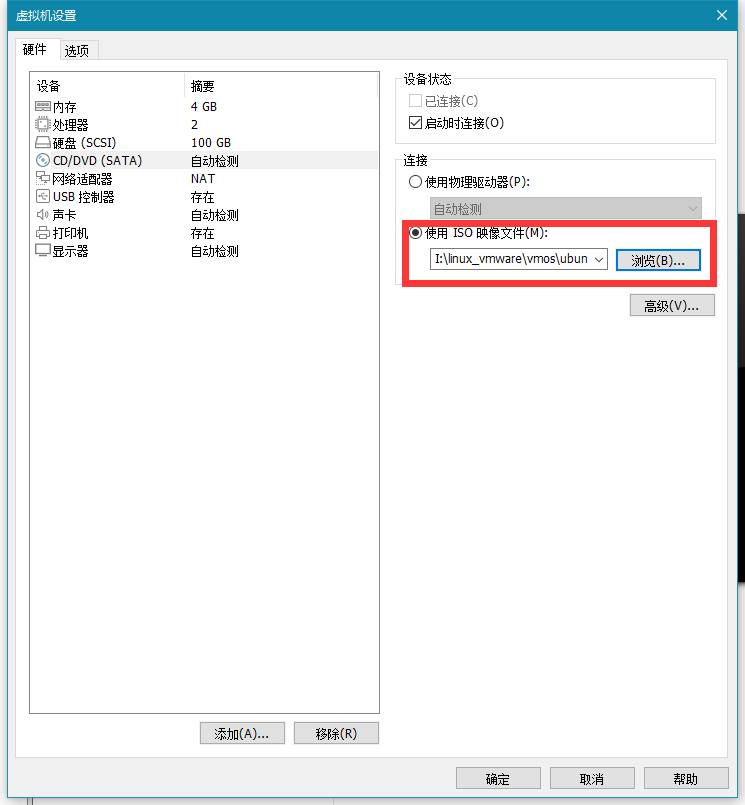 虚拟机设置
硬件 选项
设备 摘要
内存 4 GB
处理器 2
硬盘 (SCSI) 100 GB
CD/DVD (SATA) 自动检测
网络适配器 NAT
USB 控制器 存在
声卡 自动检测
打印机 存在
显示器 自动检测
添加(A)... 移除(R)
设备状态
已连接(C)
启动时连接(O)
连接
使用物理驱动器(P):
自动检测
使用 ISO 映像文件(M):
I:\linux_vmware\vmos\ubun 浏览(B)...
高级(V)...
确定 取消 帮助